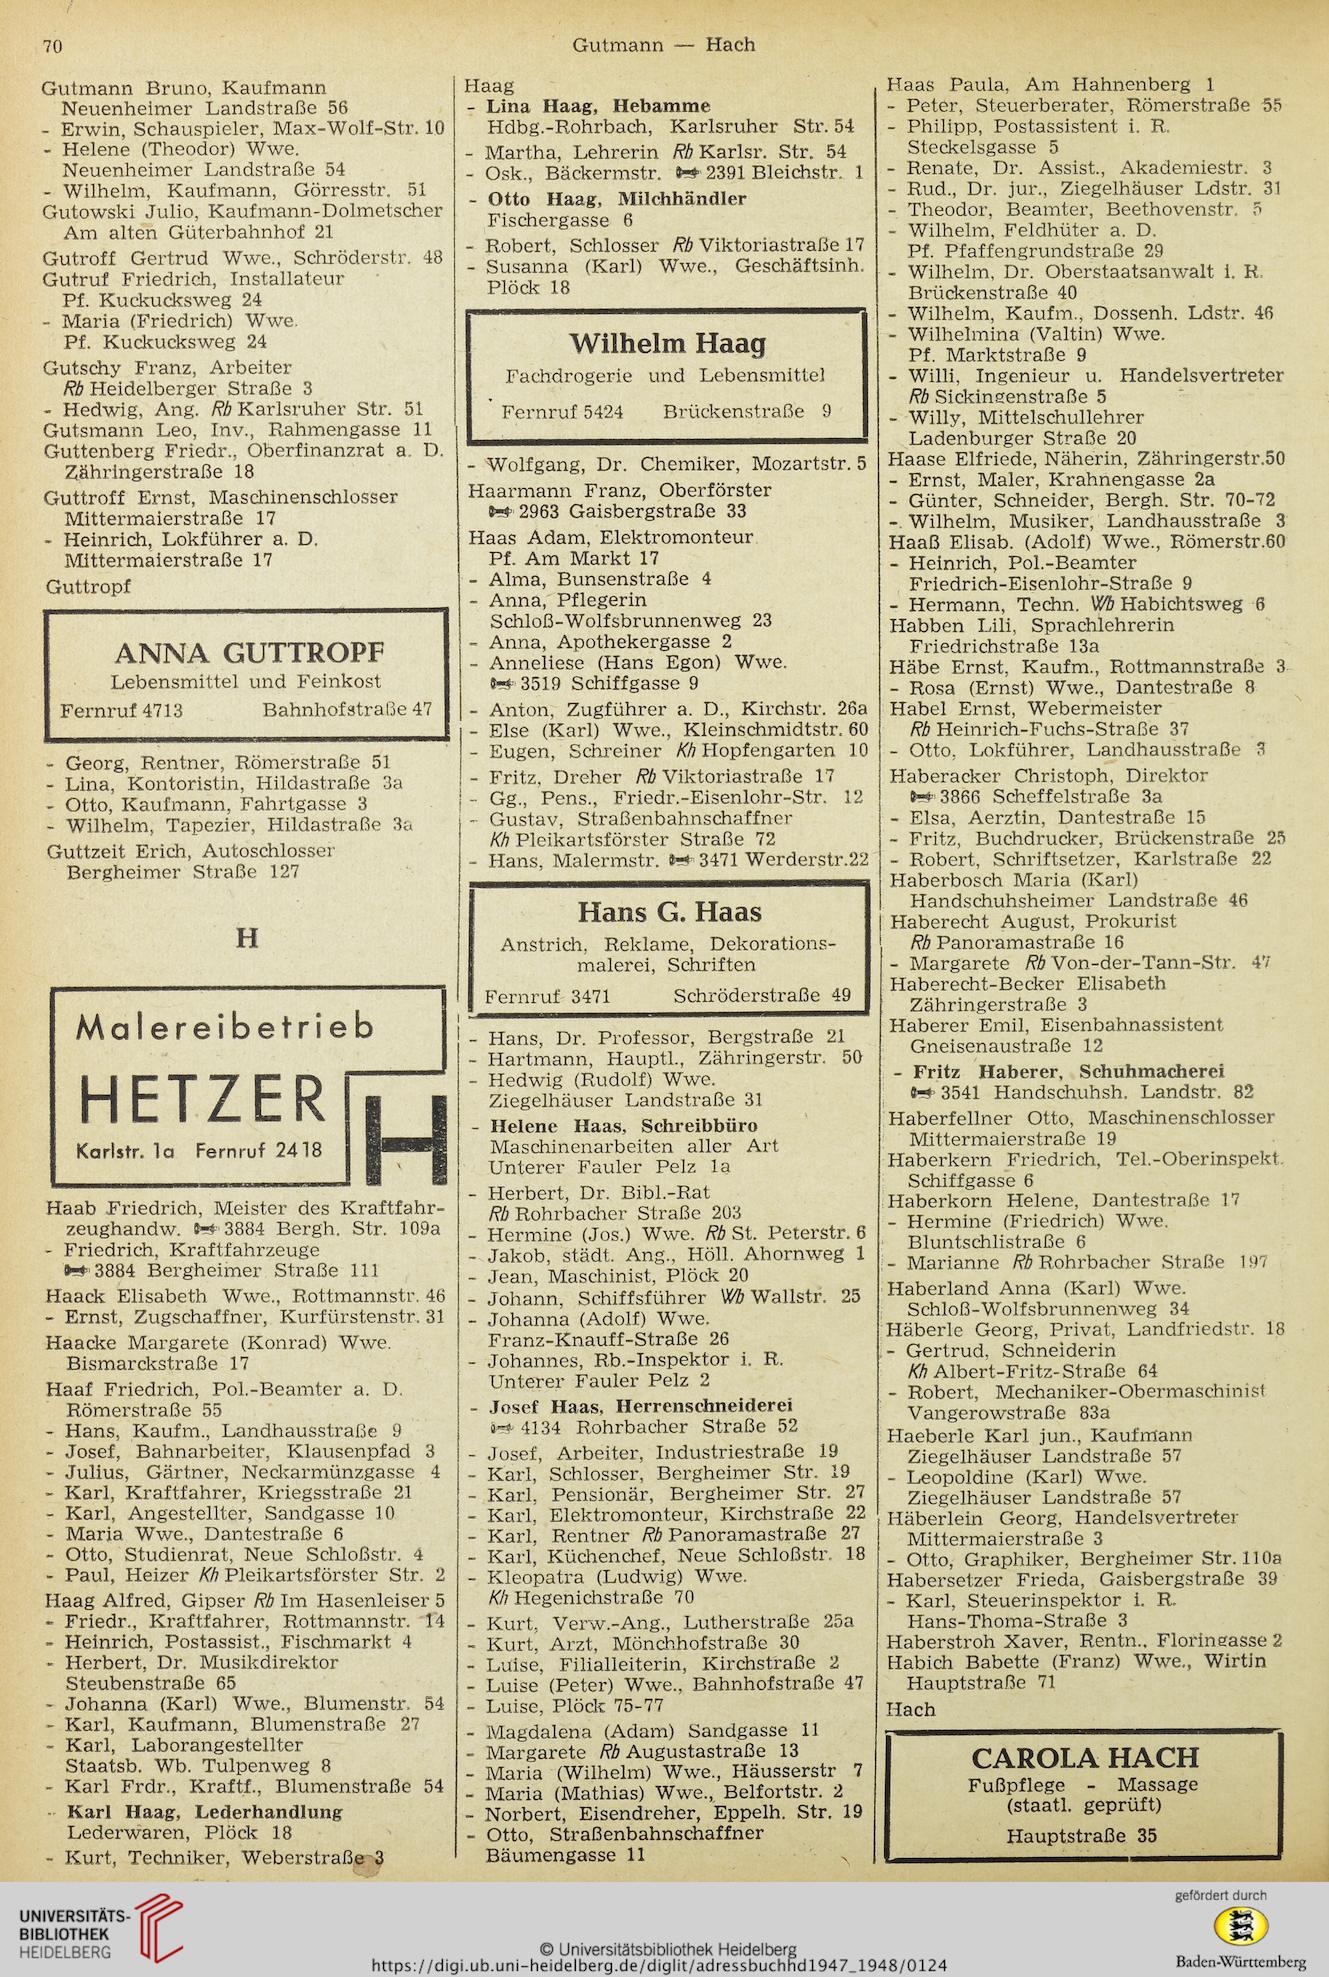 70
Gutmann — Hach
Gutmann Bruno, Kaufmann
Neuenheimer Landstraße 56
- Erwin, Schauspieler, Max-Wolf-Str. 10
- Helene (Theodor) Wwe.
Neuenheimer Landstraße 54
- Wilhelm, Kaufmann, Görresstr. 51
Gutowski Julio, Kaufmann-Dolmetscher
Am alten Güterbahnhof 21
Gutroff Gertrud Wwe., Schröderstr. 48
Gutruf Friedrich, Installateur
Pf. Kuckucksweg 24
- Maria (Friedrich) Wwe.
Pf. Kuckucksweg 24
Gutschy Franz, Arbeiter
Rb Heidelberger Straße 3
- Hedwig, Ang. Rb Karlsruher Str. 51
Gutsmann Leo, Inv., Rahmengasse 11
Guttenberg Friedr., Oberfinanzrat a. D.
Zähringerstraße 18
Guttroff Ernst, Maschinenschlosser
Mittermaierstraße 17
- Heinrich, Lokführer a. D.
Mittermaierstraße 17
Guttropf
ANNA GUTTROPF
Lebensmittel und Feinkost
Fernruf 4713 Bahnhofstraße 47
- Georg, Rentner, Römerstraße 51
- Lina, Kontoristin, Hildastraße 3a
- Otto, Kaufmann, Fahrtgasse 3
- Wilhelm, Tapezier, Hildastraße 3a
Guttzeit Erich, Autoschlosser
Bergheimer Straße 127
H
Malereibetrieb
HETZER
Karlstr. 1a Fernruf 2418
H
Haab Friedrich, Meister des Kraftfahr-
zeughandw. 3884 Bergh. Str. 109a
- Friedrich, Kraftfahrzeuge
3884 Bergheimer Straße 111
Haack Elisabeth Wwe., Rottmannstr. 46
- Ernst, Zugschaffner, Kurfürstenstr. 31
Haacke Margarete (Konrad) Wwe.
Bismarckstraße 17
Haaf Friedrich, Pol.-Beamter a. D.
Römerstraße 55
- Hans, Kaufm., Landhausstraße 9
- Josef, Bahnarbeiter, Klausenpfad 3
- Julius, Gärtner, Neckarmünzgasse 4
- Karl, Kraftfahrer, Kriegsstraße 21
- Karl, Angestellter, Sandgasse 10
- Maria Wwe., Dantestraße 6
- Otto, Studienrat, Neue Schloßstr. 4
- Paul, Heizer Kh Pleikartsförster Str. 2
Haag Alfred, Gipser Rb Im Hasenleiser 5
- Friedr., Kraftfahrer, Rottmannstr. 14
- Heinrich, Postassist., Fischmarkt 4
- Herbert, Dr. Musikdirektor
Steubenstraße 65
- Johanna (Karl) Wwe., Blumenstr. 54
- Karl, Kaufmann, Blumenstraße 27
- Karl, Laborangestellter
Staatsb. Wb. Tulpenweg 8
- Karl Frdr., Kraftf., Blumenstraße 54
- Karl Haag, Lederhandlung
Lederwaren, Plöck 18
- Kurt, Techniker, Weberstraße 3
Haag
- Lina Haag, Hebamme
Hdbg.-Rohrbach, Karlsruher Str. 54
- Martha, Lehrerin Rb Karlsr. Str. 54
- Osk., Bäckermstr. 2391 Bleichstr. 1
- Otto Haag, Milchhändler
Fischergasse 6
- Robert, Schlosser Rb Viktoriastraße 17
- Susanna (Karl) Wwe., Geschäftsinh.
Plöck 18
Wilhelm Haag
Fachdrogerie und Lebensmittel
Fernruf 5424 Brückenstraße 9
- Wolfgang, Dr. Chemiker, Mozartstr. 5
Haarmann Franz, Oberförster
2963 Gaisbergstraße 33
Haas Adam, Elektromonteur
Pf. Am Markt 17
- Alma, Bunsenstraße 4
- Anna, Pflegerin
Schloß-Wolfsbrunnenweg 23
- Anna, Apothekergasse 2
- Anneliese (Hans Egon) Wwe.
3519 Schiffgasse 9
- Anton, Zugführer a. D., Kirchstr. 26a
- Else (Karl) Wwe., Kleinschmidtstr. 60
- Eugen, Schreiner Kh Hopfengarten 10
- Fritz, Dreher Rb Viktoriastraße 17
- Gg., Pens., Friedr.-Eisenlohr-Str. 12
- Gustav, Straßenbahnschaffner
Kh Pleikartsförster Straße 72
- Hans, Malermstr. 3471 Werderstr. 22
Hans G. Haas
Anstrich, Reklame, Dekorations-
malerei, Schriften
Fernruf 3471 Schröderstraße 49
- Hans, Dr. Professor, Bergstraße 21
- Hartmann, Hauptl., Zähringerstr. 50
- Hedwig (Rudolf) Wwe.
Ziegelhäuser Landstraße 31
- Helene Haas, Schreibbüro
Maschinenarbeiten aller Art
Unterer Fauler Pelz 1a
- Herbert, Dr. Bibl.-Rat
Rb Rohrbacher Straße 203
- Hermine (Jos.) Wwe. Rb St. Peterstr. 6
- Jakob, städt. Ang., Höll. Ahornweg 1
- Jean, Maschinist, Plöck 20
- Johann, Schiffsführer Wb Wallstr. 25
- Johanna (Adolf) Wwe.
Franz-Knauff-Straße 26
- Johannes, Rb.-Inspektor i. R.
Unterer Fauler Pelz 2
- Josef Haas, Herrenschneiderei
4134 Rohrbacher Straße 52
- Josef, Arbeiter, Industriestraße 19
- Karl, Schlosser, Bergheimer Str. 19
- Karl, Pensionär, Bergheimer Str. 27
- Karl, Elektromonteur, Kirchstraße 22
- Karl, Rentner Rb Panoramastraße 27
- Karl, Küchenchef, Neue Schloßstr. 18
- Kleopatra (Ludwig) Wwe.
Kh Hegenichstraße 70
- Kurt, Verw.-Ang., Lutherstraße 25a
- Kurt, Arzt, Mönchhofstraße 30
- Luise, Filialleiterin, Kirchstraße 2
- Luise (Peter) Wwe., Bahnhofstraße 47
- Luise, Plöck 75-77
- Magdalena (Adam) Sandgasse 11
- Margarete Rb Augustastraße 13
- Maria (Wilhelm) Wwe., Häusserstr 7
- Maria (Mathias) Wwe., Belfortstr. 2
- Norbert, Eisendreher, Eppelh. Str. 19
- Otto, Straßenbahnschaffner
Bäumengasse 11
Haas Paula, Am Hahnenberg 1
- Peter, Steuerberater, Römerstraße 55
- Philipp, Postassistent i. R.
Steckelsgasse 5
- Renate, Dr. Assist., Akademiestr. 3
- Rud., Dr. jur., Ziegelhäuser Ldstr. 31
- Theodor, Beamter, Beethovenstr. 5
- Wilhelm, Feldhüter a. D.
Pf. Pfaffengrundstraße 29
- Wilhelm, Dr. Oberstaatsanwalt i. R.
Brückenstraße 40
- Wilhelm, Kaufm., Dossenh. Ldstr. 46
- Wilhelmina (Valtin) Wwe.
Pf. Marktstraße 9
- Willi, Ingenieur u. Handelsvertreter
Rb Sickingenstraße 5
- Willy, Mittelschullehrer
Ladenburger Straße 20
Haase Elfriede, Näherin, Zähringerstr.50
- Ernst, Maler, Krahnengasse 2a
- Günter, Schneider, Bergh. Str. 70-72
- Wilhelm, Musiker, Landhausstraße 3
Haaß Elisab. (Adolf) Wwe., Römerstr.60
- Heinrich, Pol.-Beamter
Friedrich-Eisenlohr-Straße 9
- Hermann, Techn. Wb Habichtsweg 6
Habben Lili, Sprachlehrerin
Friedrichstraße 13a
Häbe Ernst, Kaufm., Rottmannstraße 3
- Rosa (Ernst) Wwe., Dantestraße 8
Habel Ernst, Webermeister
Rb Heinrich-Fuchs-Straße 37
- Otto, Lokführer, Landhausstraße 3
Haberacker Christoph, Direktor
3866 Scheffelstraße 3a
- Elsa, Aerztin, Dantestraße 15
- Fritz, Buchdrucker, Brückenstraße 25
- Robert, Schriftsetzer, Karlstraße 22
Haberbosch Maria (Karl)
Handschuhsheimer Landstraße 46
Haberecht August, Prokurist
Rb Panoramastraße 16
- Margarete Rb Von-der-Tann-Str. 47
Haberecht-Becker Elisabeth
Zähringerstraße 3
Haberer Emil, Eisenbahnassistent
Gneisenaustraße 12
- Fritz Haberer, Schuhmacherei
3541 Handschuhsh. Landstr. 82
Haberfellner Otto, Maschinenschlosser
Mittermaierstraße 19
Haberkern Friedrich, Tel.-Oberinspekt.
Schiffgasse 6
Haberkorn Helene, Dantestraße 17
- Hermine (Friedrich) Wwe.
Bluntschlistraße 6
- Marianne Rb Rohrbacher Straße 197
Haberland Anna (Karl) Wwe.
Schloß-Wolfsbrunnenweg 34
Häberle Georg, Privat, Landfriedstr. 18
- Gertrud, Schneiderin
Kh Albert-Fritz-Straße 64
- Robert, Mechaniker-Obermaschinist
Vangerowstraße 83a
Haeberle Karl jun., Kaufmann
Ziegelhäuser Landstraße 57
- Leopoldine (Karl) Wwe.
Ziegelhäuser Landstraße 57
Häberlein Georg, Handelsvertreter
Mittermaierstraße 3
- Otto, Graphiker, Bergheimer Str. 110a
Habersetzer Frieda, Gaisbergstraße 39
- Karl, Steuerinspektor i. R.
Hans-Thoma-Straße 3
Haberstroh Xaver, Rentn., Floringasse 2
Habich Babette (Franz) Wwe., Wirtin
Hauptstraße 71
Hach
CAROLA HACH
Fußpflege - Massage
(staatl. geprüft)
Hauptstraße 35
UNIVERSITÄTS-
BIBLIOTHEK
HEIDELBERG
© Universitätsbibliothek Heidelberg
https://digi.ub.uni-heidelberg.de/diglit/adressbuchhd1947_1948/0124
gefördert durch
Baden-Württemberg